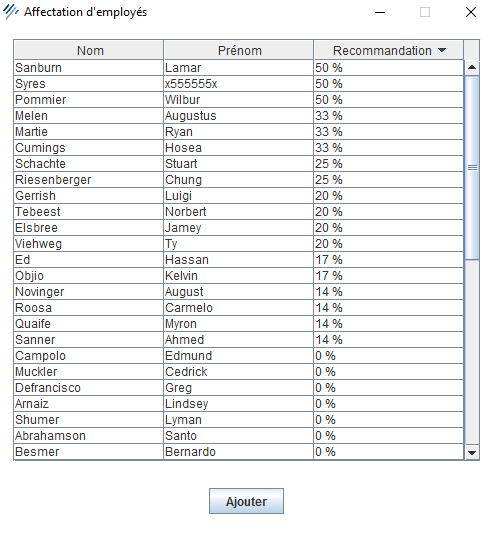 Affectation d'employés
Nom Prénom Recommandation
Sanburn Lamar 50 %
Syres x555555x 50 %
Pommier Wilbur 50 %
Melen Augustus 33 %
Martie Ryan 33 %
Cumings Hosea 33 %
Schachte Stuart 25 %
Riesenberger Chung 25 %
Gerrish Luigi 20 %
Tebeest Norbert 20 %
Elsbree Jamey 20 %
Viehweg Ty 20 %
Ed Hassan 17 %
Objio Kelvin 17 %
Novinger August 14 %
Roosa Carmelo 14 %
Quaife Myron 14 %
Sanner Ahmed 14 %
Campolo Edmund 0 %
Muckler Cedrick 0 %
Defrancisco Greg 0 %
Arnaiz Lindsey 0 %
Shumer Lyman 0 %
Abrahamson Santo 0 %
Besmer Bernardo 0 %
Ajouter